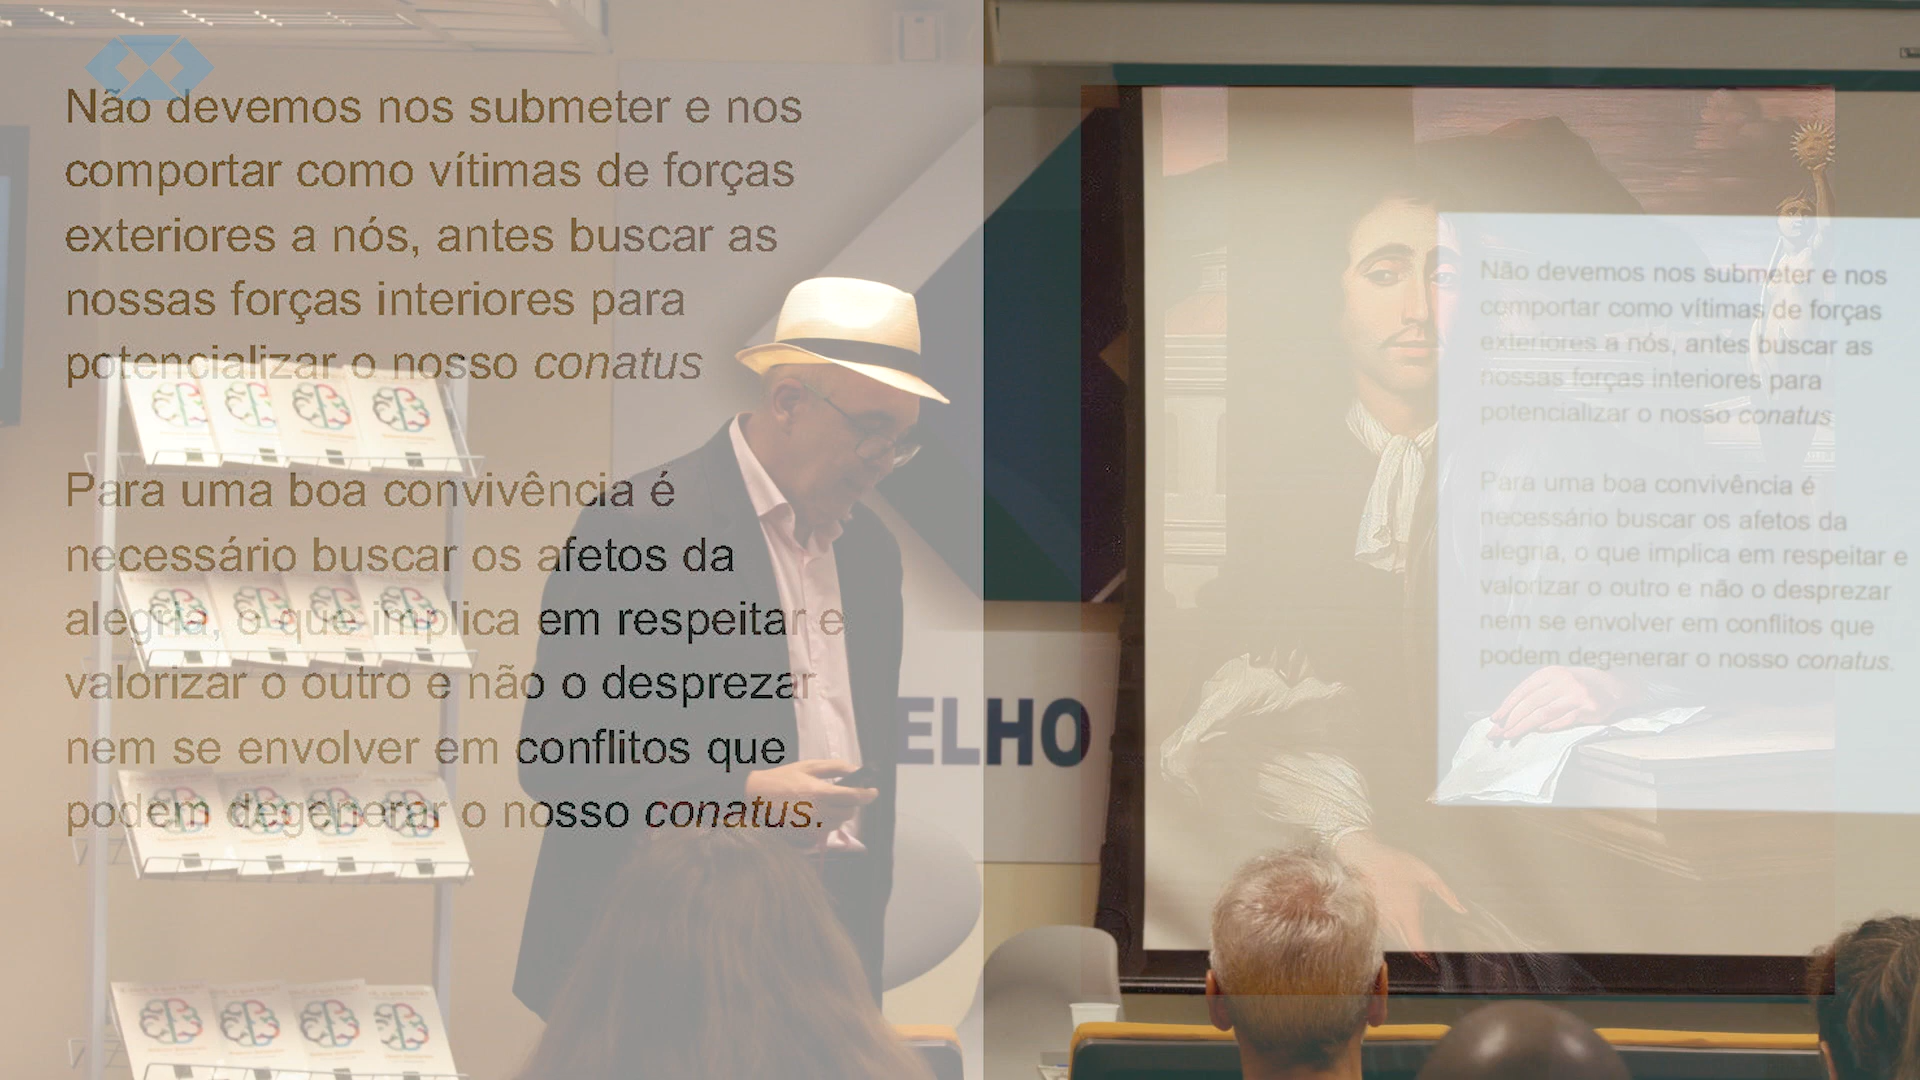 Não devemos nos submeter e nos
comportar como vítimas de forças
exteriores a nós, antes buscar as
nossas forças interiores para
potencializar o nosso conatus
Para uma boa convivência é
necessário buscar os afetos da
alegria, o que implica em respeitar e
valorizar o outro e não o desprezar
nem se envolver em conflitos que
podem degenerar o nosso conatus.
ELHO
Não devemos nos submeter e nos
comportar como vítimas de forças
exteriores a nós, antes buscar as
nossas forças interiores para
potencializar o nosso conatus
Para uma boa convivência é
necessário buscar os afetos da
alegria, o que implica em respeitar e
valorizar o outro e não o desprezar
nem se envolver em conflitos que
podem degenerar o nosso conatus.